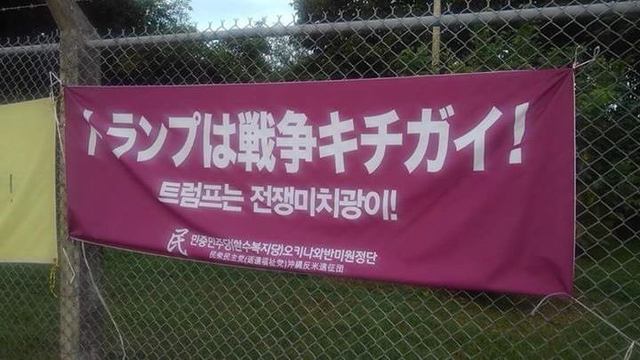 トランプは戦争キチガイ!
트럼프는 전쟁미치광이!
民 민중민주당(환수복지당)오키나와반미원정단
民衆民主党(返還福祉党)沖縄反米遠征団